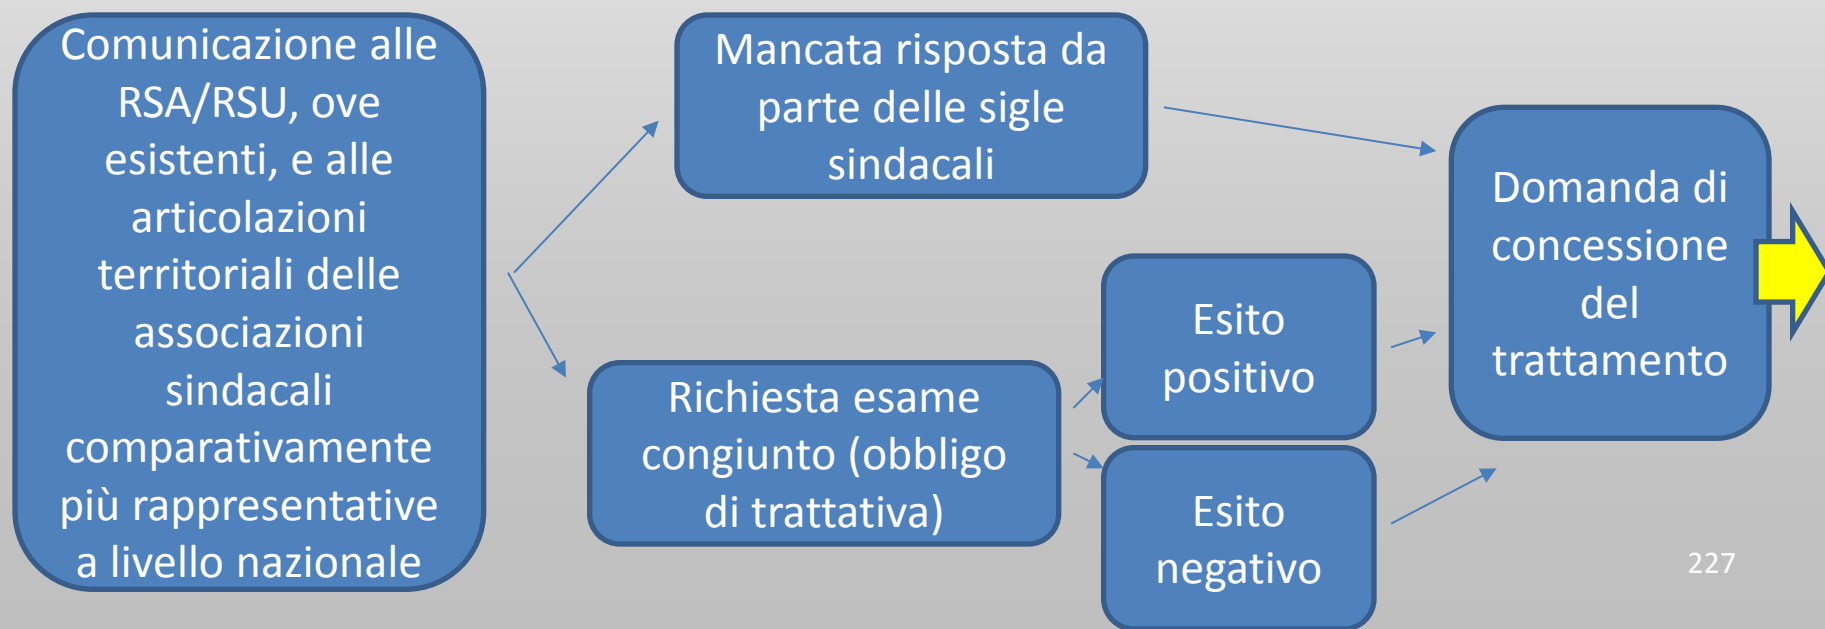 Comunicazione alle
RSA/RSU, ove
esistenti, e alle
articolazioni
territoriali delle
associazioni
sindacali
comparativamente
più rappresentative
a livello nazionale
Mancata risposta da
parte delle sigle
sindacali
Richiesta esame
congiunto (obbligo
di trattativa)
Esito
positivo
Esito
negativo
Domanda di
concessione
del
trattamento
227